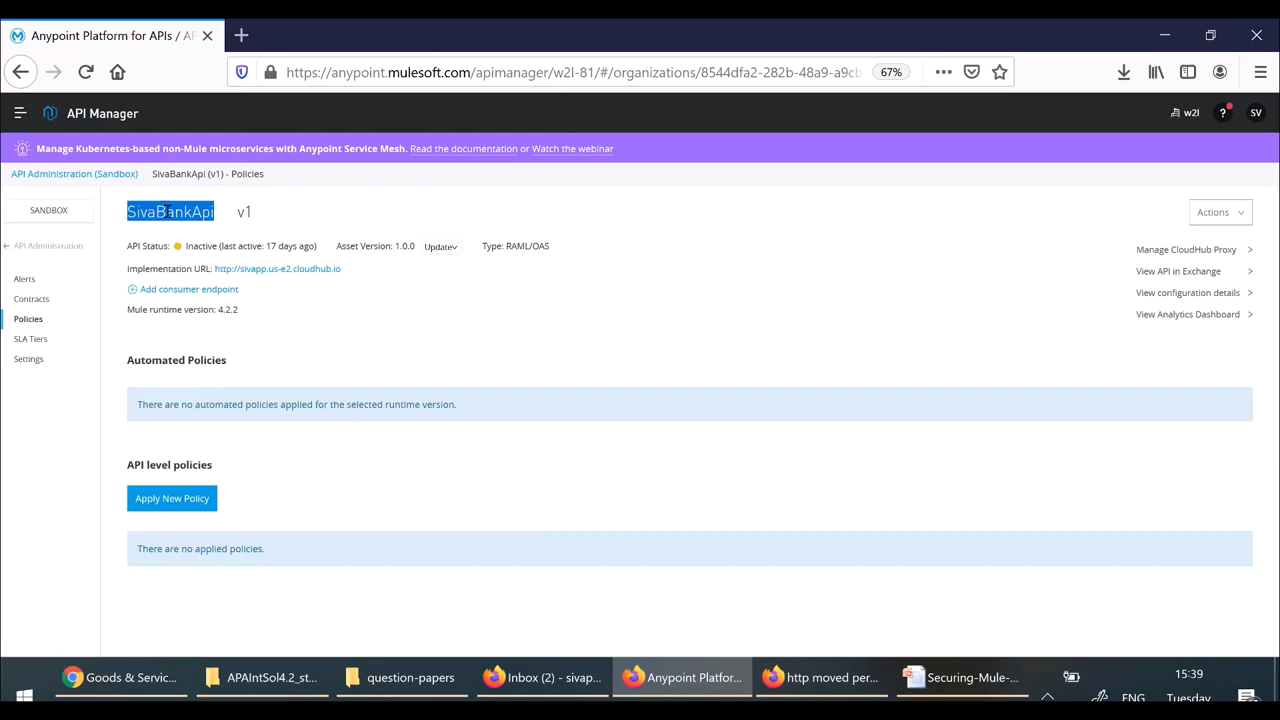 Anypoint Platform for APIs / AP
https://anypoint.mulesoft.com/apimanager/w2l-81/#/organizations/8544dfa2-282b-48a9-a9cb
67%
API Manager
w2l
?
SV
Manage Kubernetes-based non-Mule microservices with Anypoint Service Mesh. Read the documentation or Watch the webinar
API Administration (Sandbox)
SivaBankApi (v1) - Policies
SANDBOX
API Administration
Alerts
Contracts
Policies
SLA Tiers
Settings
SivaBankApi v1
Actions
API Status: Inactive (last active: 17 days ago) Asset Version: 1.0.0 Update Type: RAML/OAS
Implementation URL: http://sivapp.us-e2.cloudhub.io
Add consumer endpoint
Mule runtime version: 4.2.2
Manage CloudHub Proxy
View API in Exchange
View configuration details
View Analytics Dashboard
Automated Policies
There are no automated policies applied for the selected runtime version.
API level policies
Apply New Policy
There are no applied policies.
Goods & Servic...
APAIntSol4.2_st...
question-papers
Inbox (2) - sivap...
Anypoint Platfor...
http moved per...
Securing-Mule-...
ENG
15:39
Tuesday